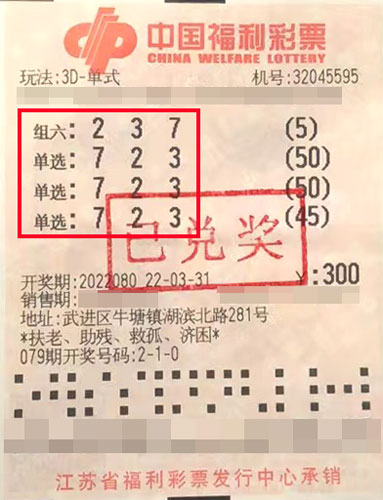 中国福利彩票
CHINA WELFARE LOTTERY
玩法:3D-单式 机号:32045595
组六: 2 3 7 (5)
单选: 7 2 3 (50)
单选: 7 2 3 (50)
单选: 7 2 3 (45)
已兑奖
开奖期:2022080_22-03-31 ¥:300
销售期:
地址:武进区牛塘镇湖滨北路281号
*扶老、助残、救孤、济困*
079期开奖号码:2-1-0
江苏省福利彩票发行中心承销